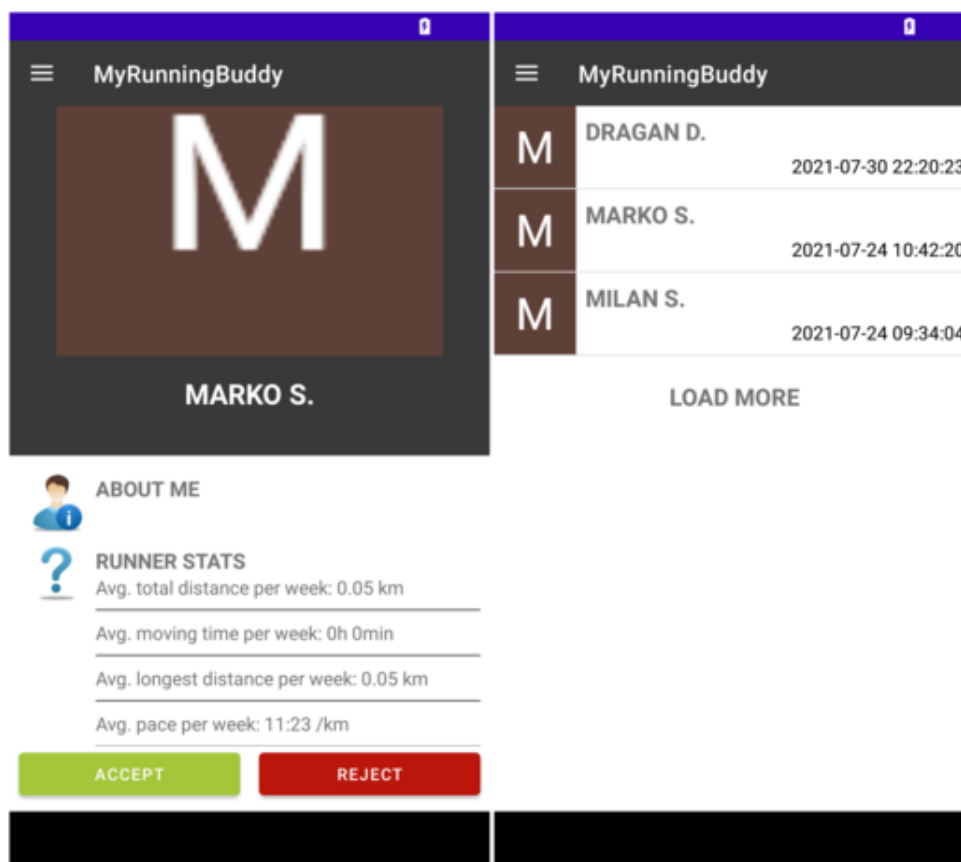 MyRunningBuddy
M
MARKO S.
ABOUT ME
RUNNER STATS
Avg. total distance per week: 0.05 km
Avg. moving time per week: 0h 0min
Avg. longest distance per week: 0.05 km
Avg. pace per week: 11:23 /km
ACCEPT
REJECT
MyRunningBuddy
M
DRAGAN D.
2021-07-30 22:20:23
M
MARKO S.
2021-07-24 10:42:20
M
MILAN S.
2021-07-24 09:34:04
LOAD MORE